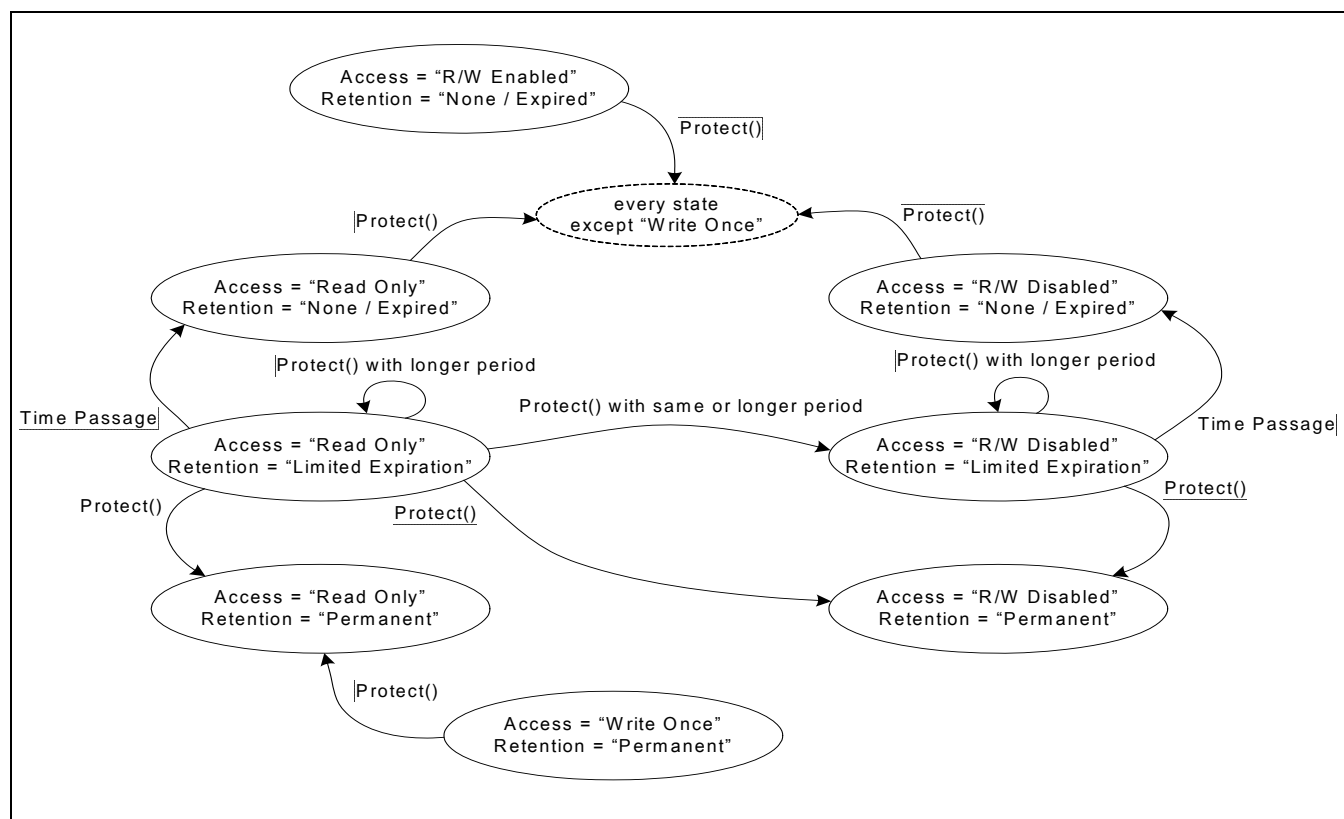 Access = “R/W Enabled”
Retention = “None / Expired”
Protect()
every state
except “Write Once”
Protect()
Protect()
Access = “Read Only”
Retention = “None / Expired”
Access = “R/W Disabled”
Retention = “None / Expired”
Protect() with longer period
Protect() with longer period
Time Passage
Protect() with same or longer period
Time Passage
Access = “Read Only”
Retention = “Limited Expiration”
Access = “R/W Disabled”
Retention = “Limited Expiration”
Protect()
Protect()
Protect()
Access = “Read Only”
Retention = “Permanent”
Access = “R/W Disabled”
Retention = “Permanent”
Protect()
Access = “Write Once”
Retention = “Permanent”